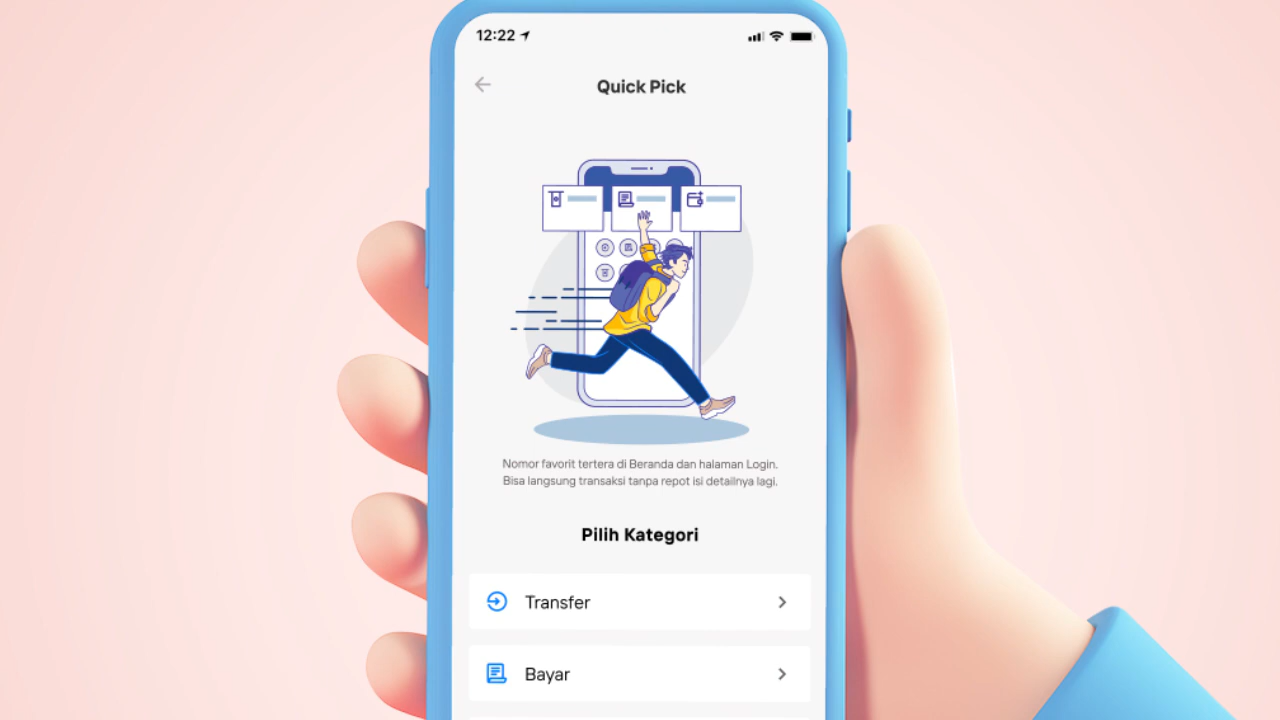 12:22
Quick Pick
Nomor favorit tertera di Beranda dan halaman Login.
Bisa langsung transaksi tanpa repot isi detailnya lagi.
Pilih Kategori
Transfer
Bayar